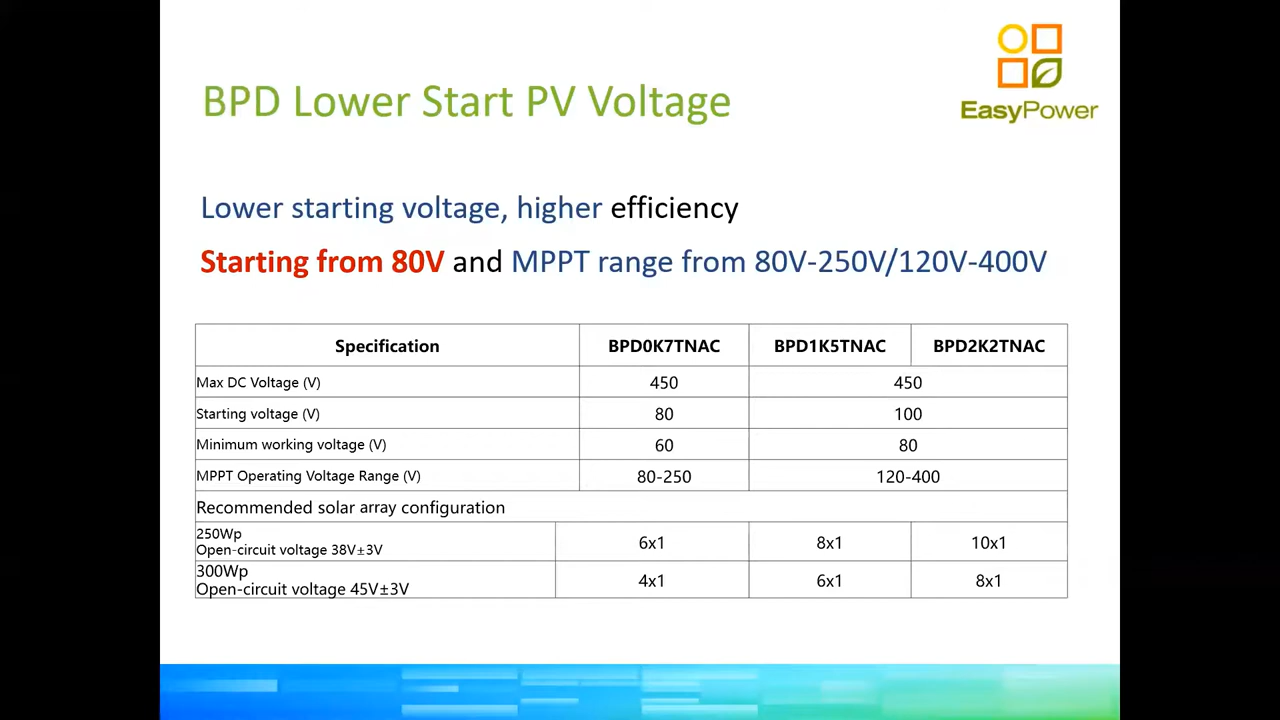 EasyPower
BPD Lower Start PV Voltage
Lower starting voltage, higher efficiency
Starting from 80V and MPPT range from 80V-250V/120V-400V
Specification BPD0K7TNAC BPD1K5TNAC BPD2K2TNAC
Max DC Voltage (V) 450 450
Starting voltage (V) 80 100
Minimum working voltage (V) 60 80
MPPT Operating Voltage Range (V) 80-250 120-400
Recommended solar array configuration
250Wp
Open-circuit voltage 38V±3V 6x1 8x1 10x1
300Wp
Open-circuit voltage 45V±3V 4x1 6x1 8x1